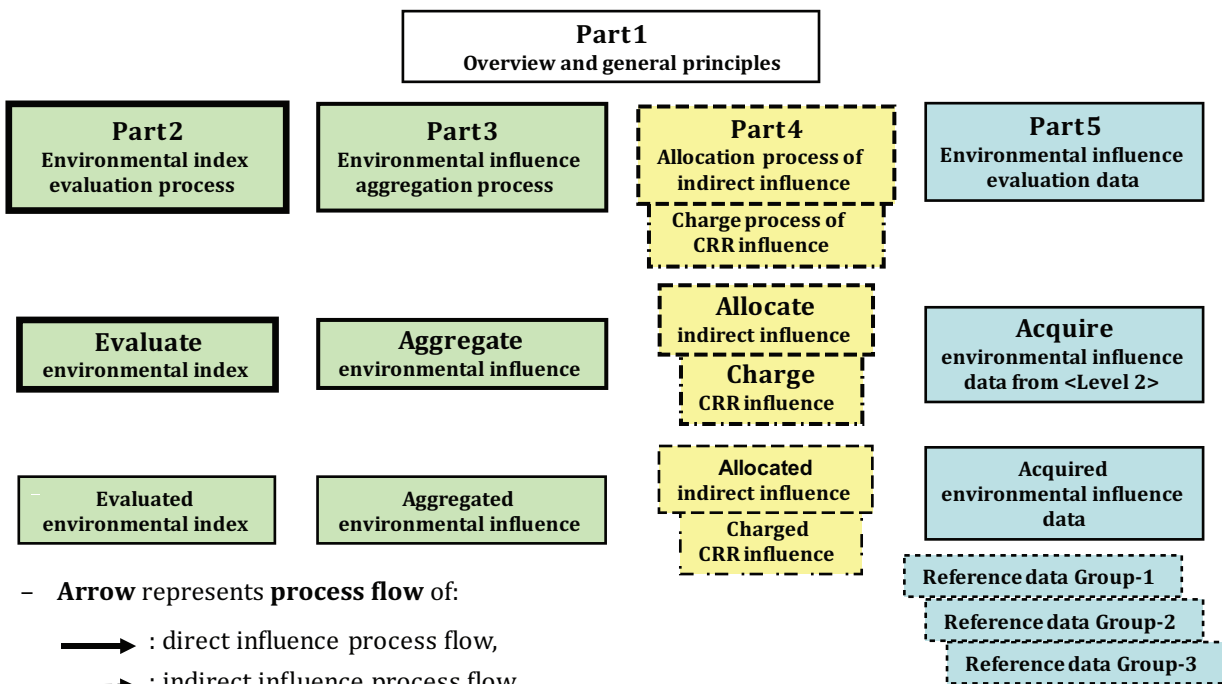 Part1
Overview and general principles
Part2
Environmental index
evaluation process
Part3
Environmental influence
aggregation process
Part4
Allocation process of
indirect influence
Charge process of
CRR influence
Part5
Environmental influence
evaluation data
Evaluate
environmental index
Aggregate
environmental influence
Allocate
indirect influence
Charge
CRR influence
Acquire
environmental influence
data from <Level 2>
Evaluated
environmental index
Aggregated
environmental influence
Allocated
indirect influence
Charged
CRR influence
Acquired
environmental influence
data
Reference data Group-1
Reference data Group-2
Reference data Group-3
– Arrow represents process flow of:
: direct influence process flow,
: indirect influence process flow